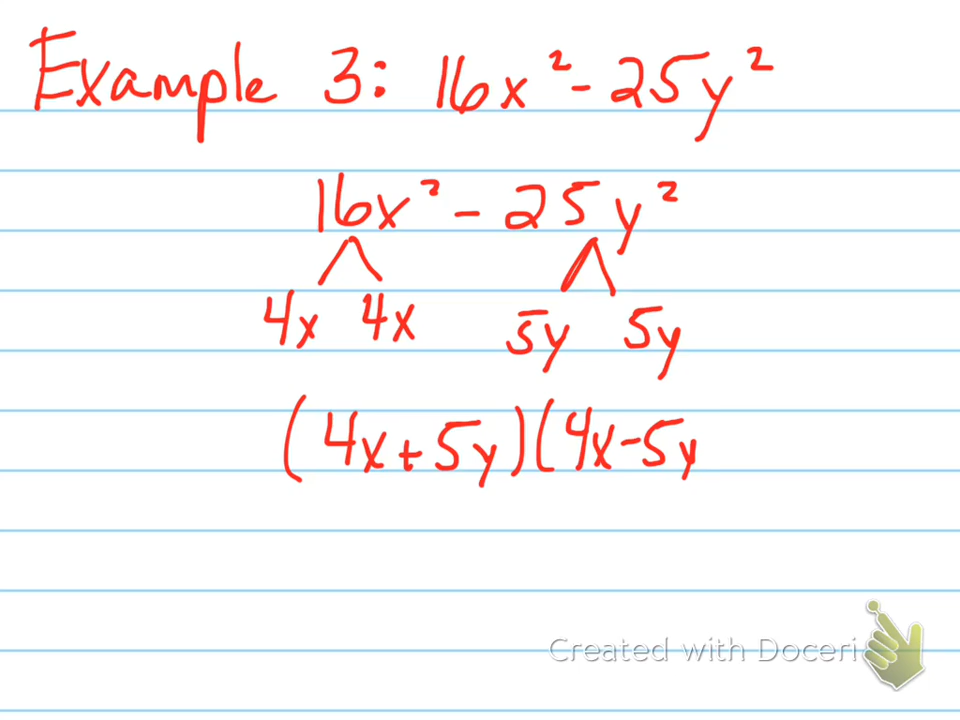 Example 3: 16x² - 25y²
16x² - 25y²
4x 4x 5y 5y
(4x+5y)(4x-5y
Created with Doceri